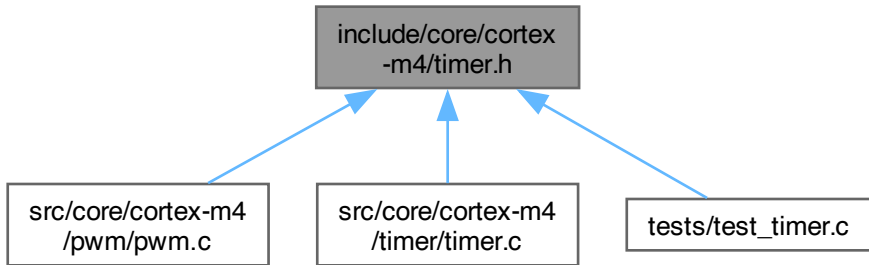 include/core/cortex
-m4/timer.h
src/core/cortex-m4
/pwm/pwm.c
src/core/cortex-m4
/timer/timer.c
tests/test_timer.c